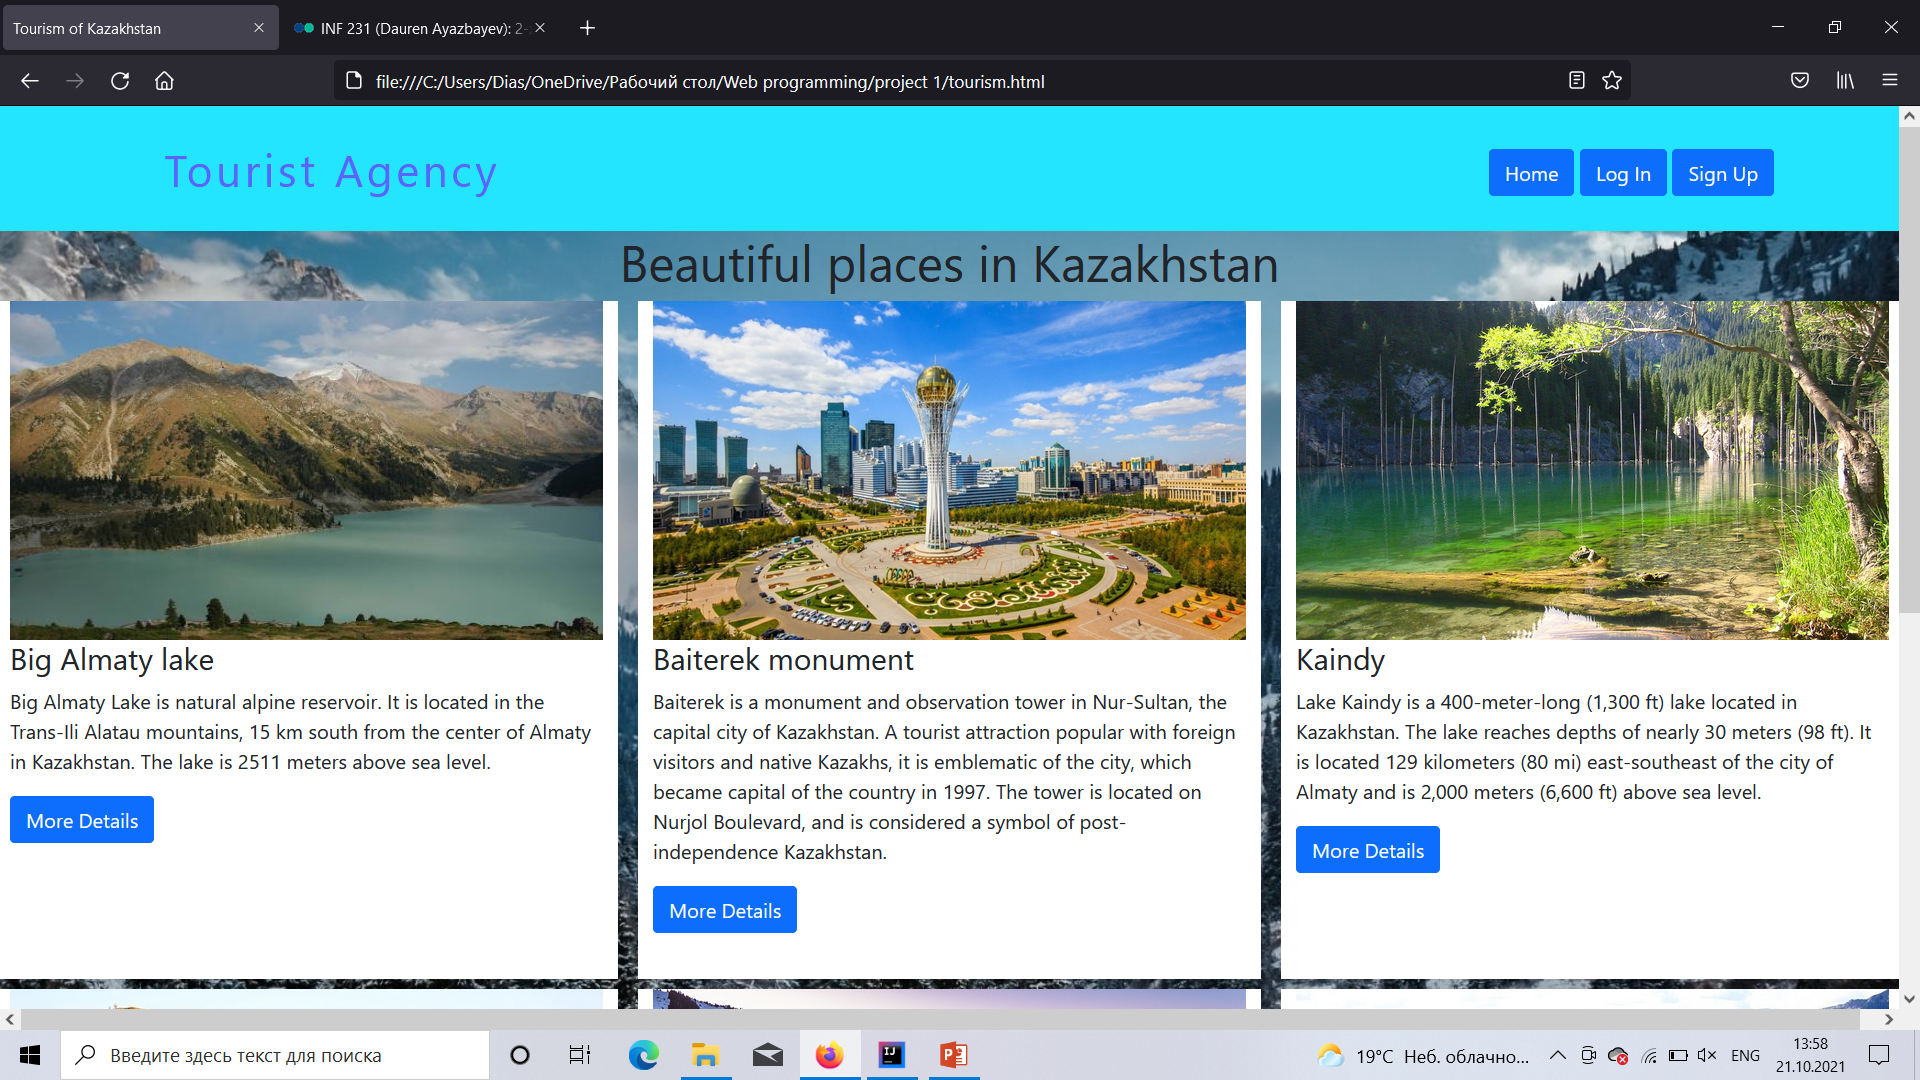 Tourism of Kazakhstan
INF 231 (Dauren Ayazbayev): 2-
file:///C:/Users/Dias/OneDrive/Рабочий стол/Web programming/project 1/tourism.html
Tourist Agency
Home
Log In
Sign Up
Beautiful places in Kazakhstan
Big Almaty lake
Big Almaty Lake is natural alpine reservoir. It is located in the
Trans-Ili Alatau mountains, 15 km south from the center of Almaty
in Kazakhstan. The lake is 2511 meters above sea level.
More Details
Baiterek monument
Baiterek is a monument and observation tower in Nur-Sultan, the
capital city of Kazakhstan. A tourist attraction popular with foreign
visitors and native Kazakhs, it is emblematic of the city, which
became capital of the country in 1997. The tower is located on
Nurjol Boulevard, and is considered a symbol of post-
independence Kazakhstan.
More Details
Kaindy
Lake Kaindy is a 400-meter-long (1,300 ft) lake located in
Kazakhstan. The lake reaches depths of nearly 30 meters (98 ft). It
is located 129 kilometers (80 mi) east-southeast of the city of
Almaty and is 2,000 meters (6,600 ft) above sea level.
More Details
Введите здесь текст для поиска
19°C Неб. облачно...
ENG
13:58
21.10.2021